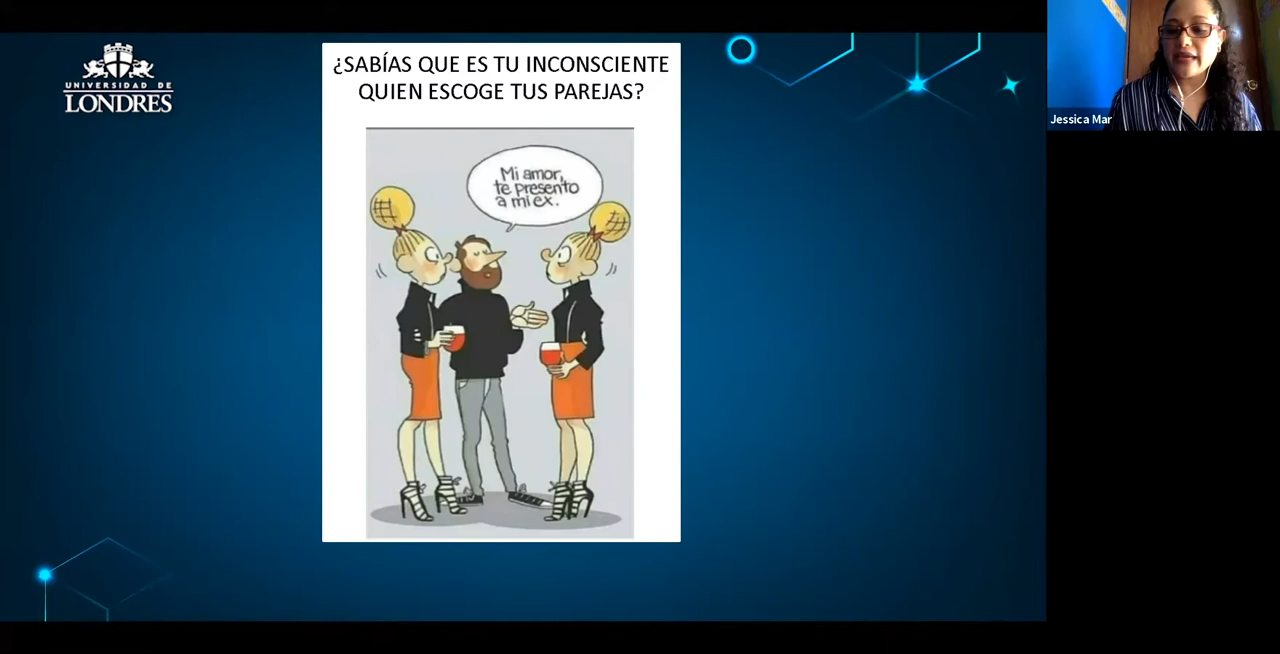 UNIVERSIDAD DE
LONDRES
¿SABÍAS QUE ES TU INCONSCIENTE
QUIEN ESCOGE TUS PAREJAS?
Mi amor,
te presento
a mi ex.
Jessica Mar